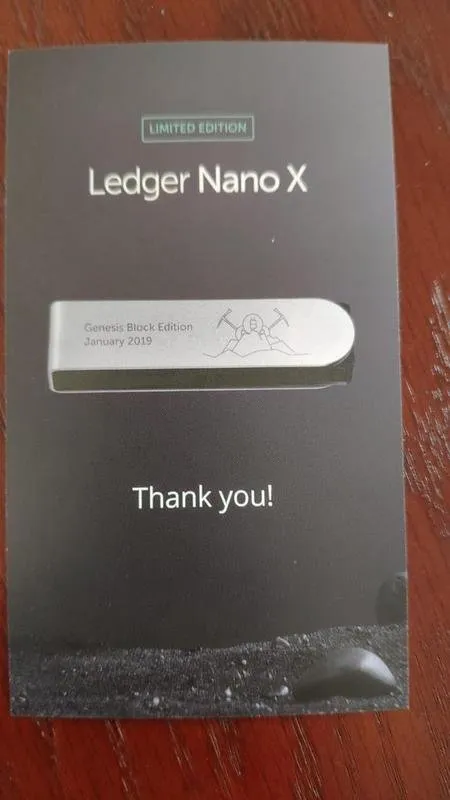 LIMITED EDITION
Ledger Nano X
Genesis Block Edition
January 2019
Thank you!